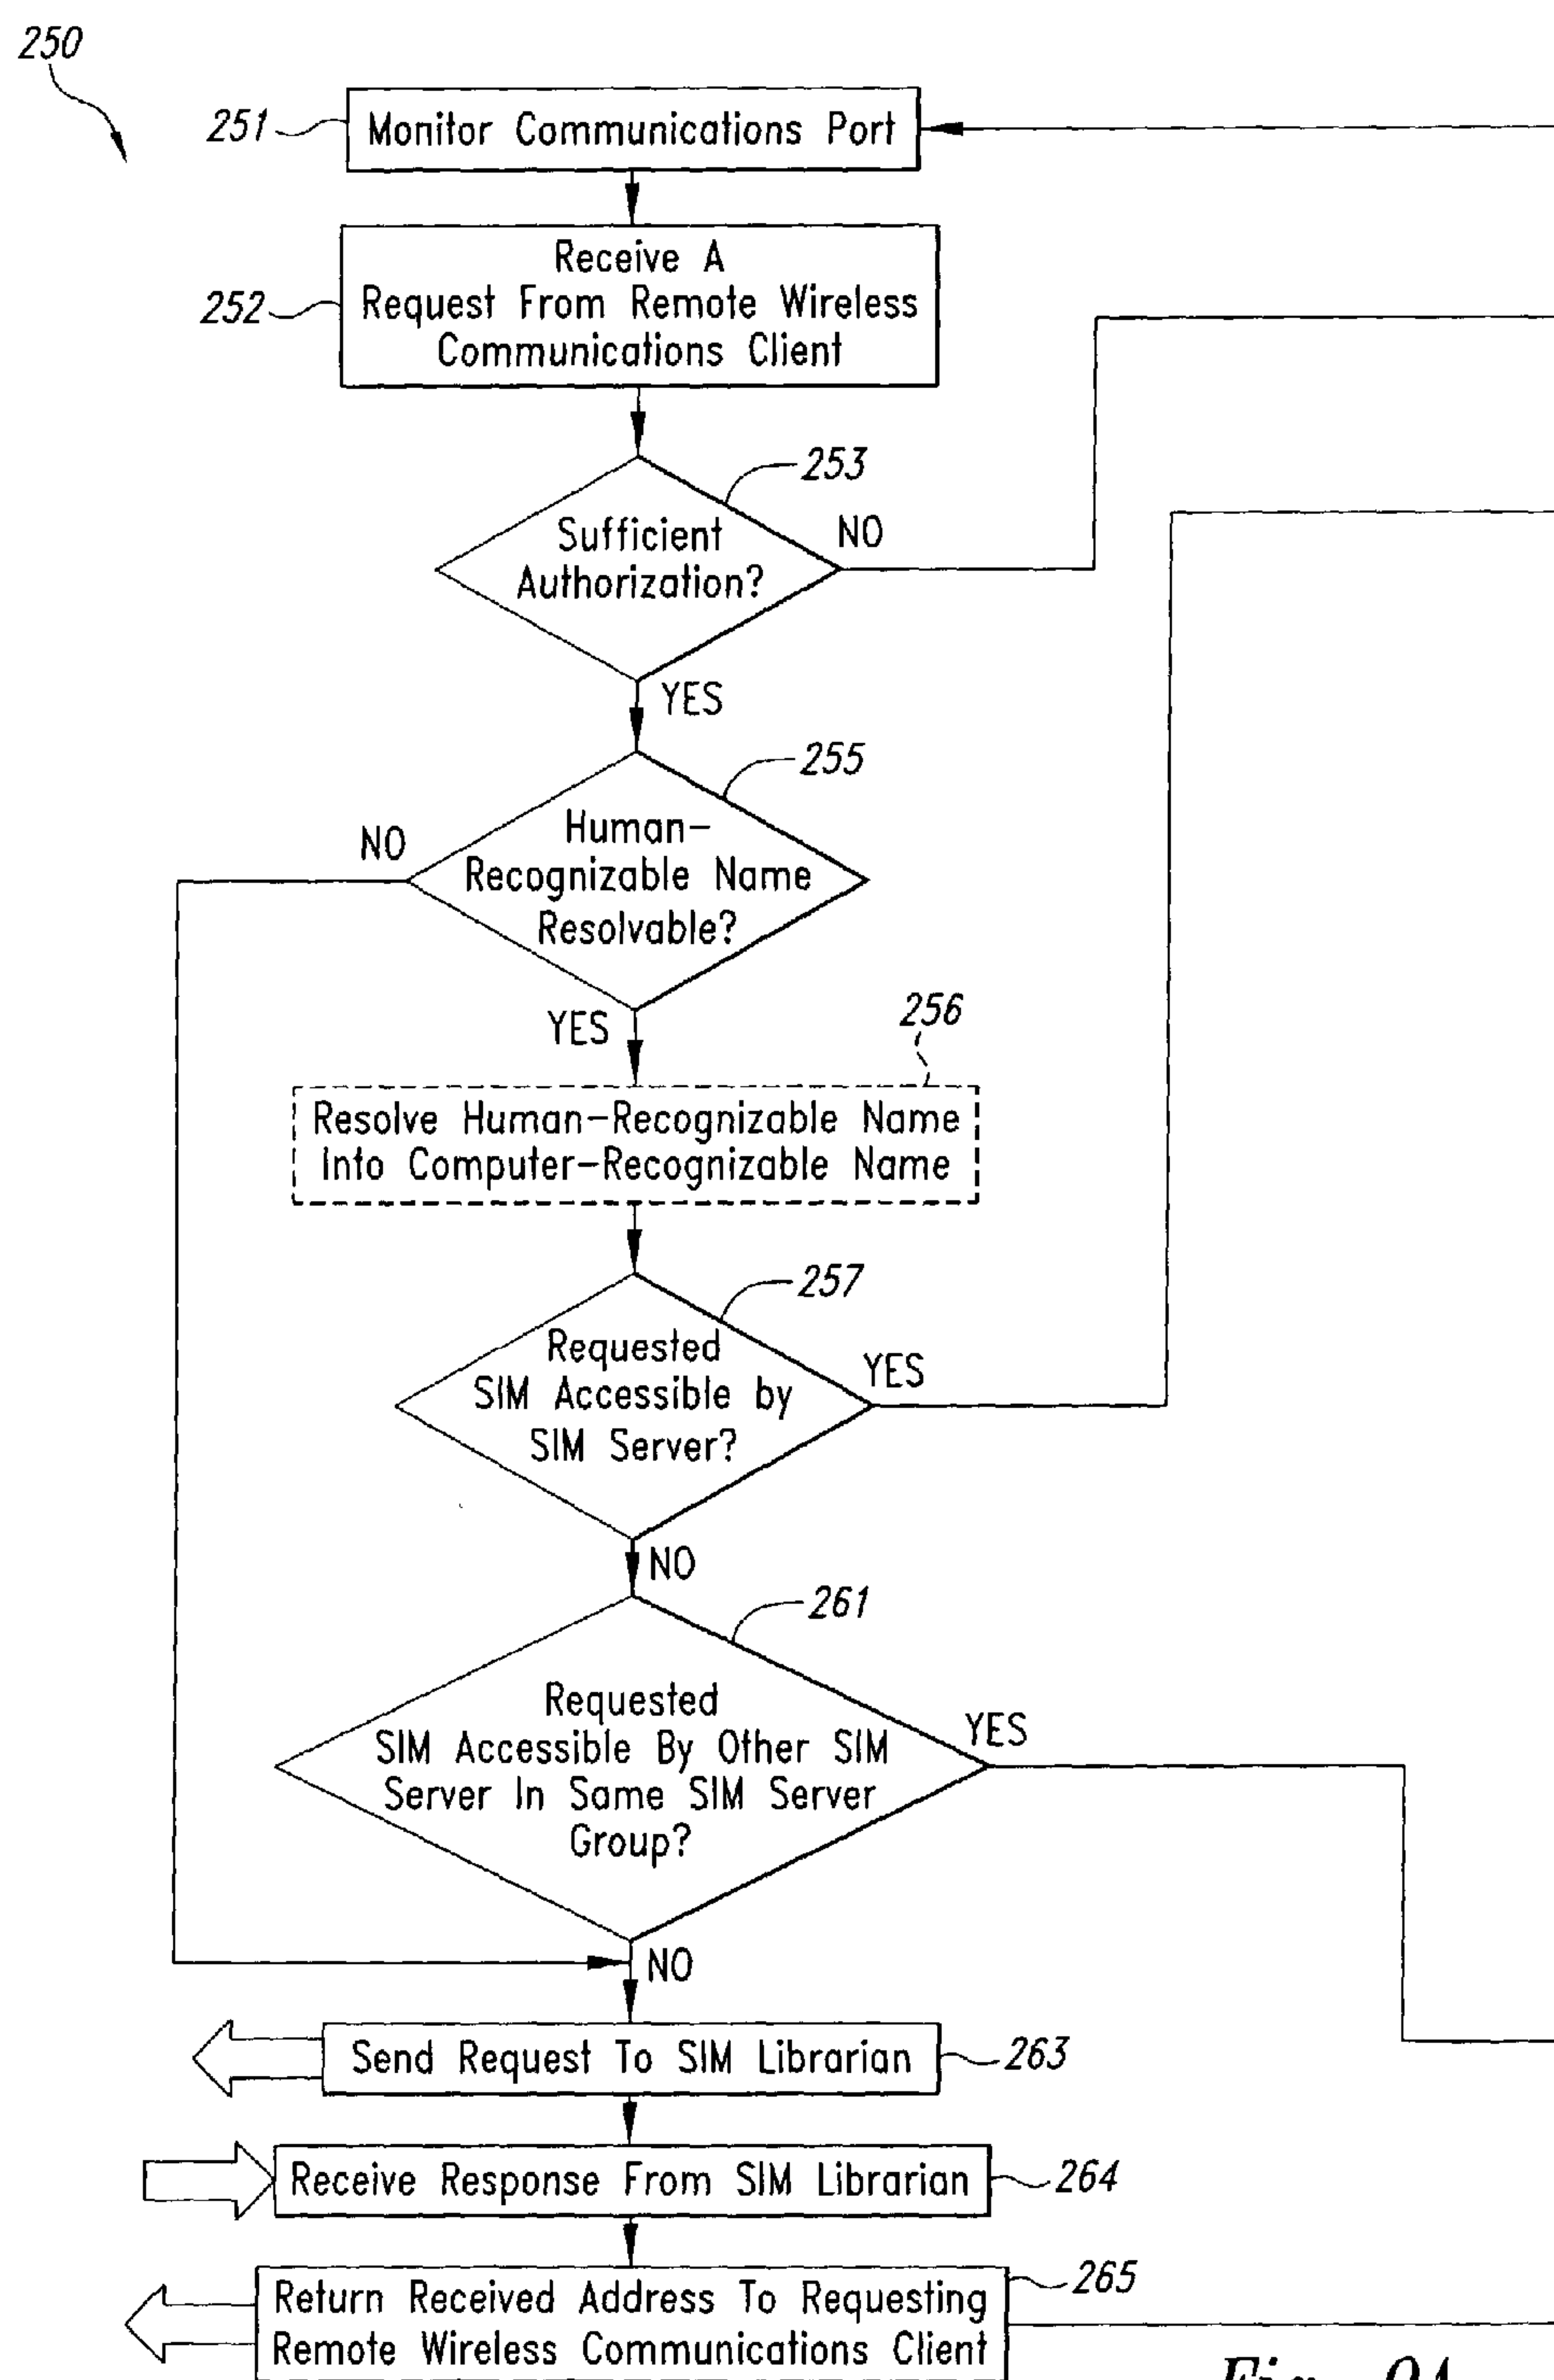 250
251
Monitor Communications Port
252
Receive A
Request From Remote Wireless
Communications Client
253
Sufficient
Authorization?
NO
YES
255
Human-
Recognizable Name
Resolvable?
NO
YES
256
Resolve Human-Recognizable Name
Into Computer-Recognizable Name
257
Requested
SIM Accessible by
SIM Server?
YES
NO
261
Requested
SIM Accessible By Other SIM
Server In Same SIM Server
Group?
YES
NO
Send Request To SIM Librarian
263
Receive Response From SIM Librarian
264
Return Received Address To Requesting
Remote Wireless Communications Client
265
Fig. 9A